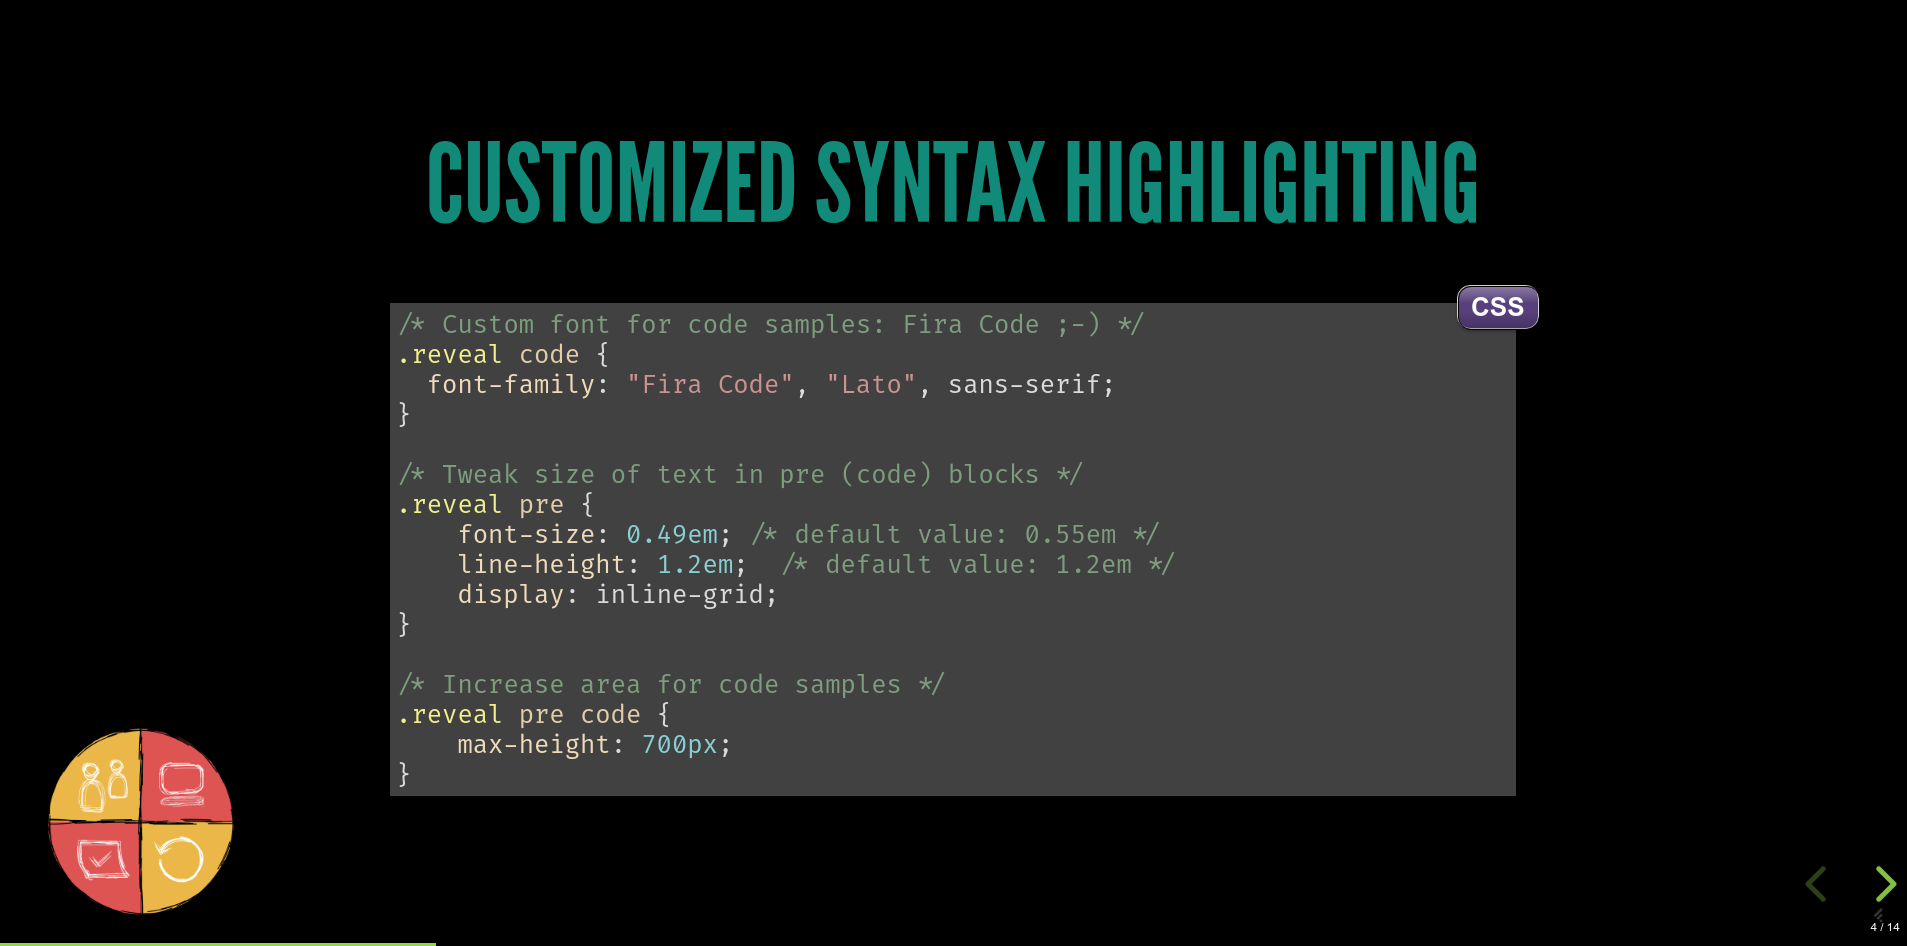 CUSTOMIZED SYNTAX HIGHLIGHTING
CSS
/* Custom font for code samples: Fira Code ;-) */
.reveal code {
  font-family: "Fira Code", "Lato", sans-serif;
}

/* Tweak size of text in pre (code) blocks */
.reveal pre {
    font-size: 0.49em; /* default value: 0.55em */
    line-height: 1.2em;  /* default value: 1.2em */
    display: inline-grid;
}

/* Increase area for code samples */
.reveal pre code {
    max-height: 700px;
}
4 / 14